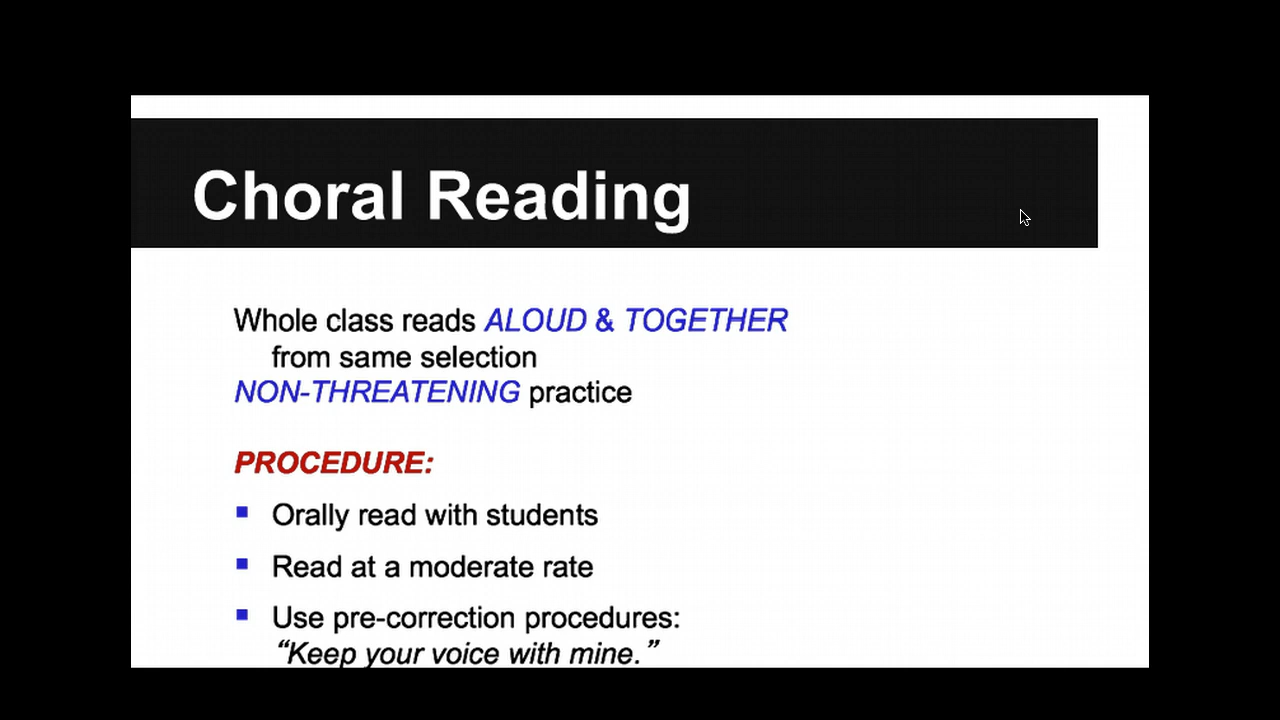 Choral Reading
Whole class reads ALOUD & TOGETHER
from same selection
NON-THREATENING practice
PROCEDURE:
Orally read with students
Read at a moderate rate
Use pre-correction procedures:
“Keep your voice with mine.”